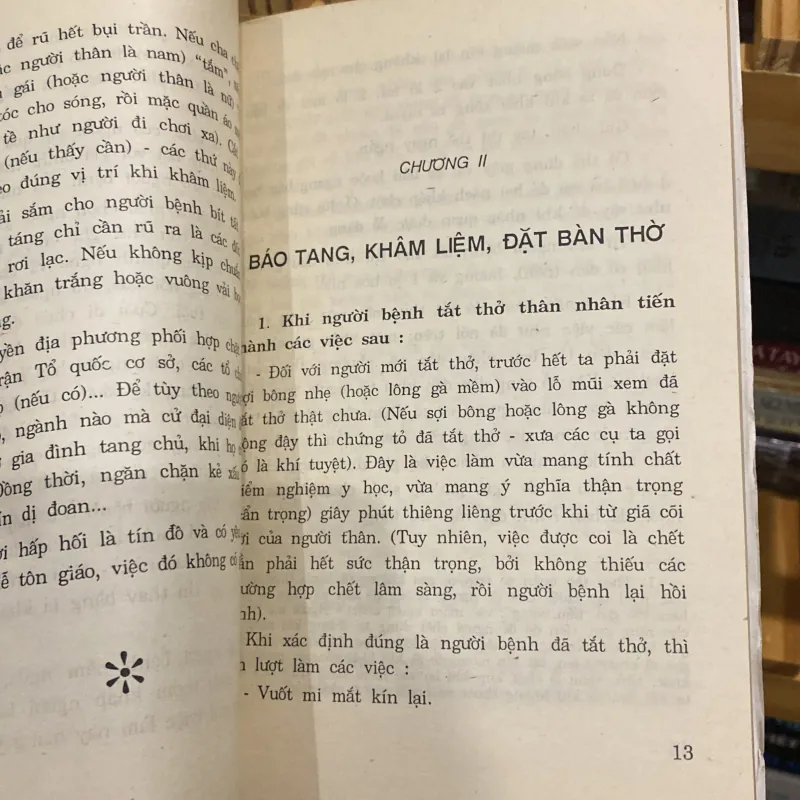 để rũ hết bụi trần. Nếu cha
người thân là nam) “tắm”
gái (hoặc người thân là nữ)
cho sóng, rồi mặc quần áo
tề như người đi chơi xa).
(nếu thấy cần) - các thứ này
đúng vị trí khi khâm liệm.
sắm cho người bệnh bít tất
táng chỉ cần rũ ra là các
rơi lạc. Nếu không kịp chuẩn
khăn trắng hoặc vuông vải
địa phương phối hợp
Tổ quốc cơ sở, các tổ
(nếu có)... Để tùy theo
ngành nào mà cử đại diện
gia đình tang chủ, khi họ
thời, ngăn chặn kẻ xấu
dị đoan...
hấp hối là tín đồ và có yêu
tôn giáo, việc đó không có
CHƯƠNG II
BÁO TANG, KHÂM LIỆM, ĐẶT BÀN THỜ
1. Khi người bệnh tắt thở thân nhân tiến
hành các việc sau :
- Đối với người mới tắt thở, trước hết ta phải đặt
bông nhẹ (hoặc lông gà mềm) vào lỗ mũi xem đã
thở thật chưa. (Nếu sợi bông hoặc lông gà không
đậy thì chứng tỏ đã tắt thở - xưa các cụ ta gọi
là khí tuyệt). Đây là việc làm vừa mang tính chất
nghiệm y học, vừa mang ý nghĩa thận trọng
trọng) giây phút thiêng liêng trước khi từ giã cõi
của người thân. (Tuy nhiên, việc được coi là chết
phải hết sức thận trọng, bởi không thiếu các
hợp chết lâm sàng, rồi người bệnh lại hồi
Khi xác định đúng là người bệnh đã tắt thở, thì
lượt làm các việc :
- Vuốt mi mắt kín lại.
13